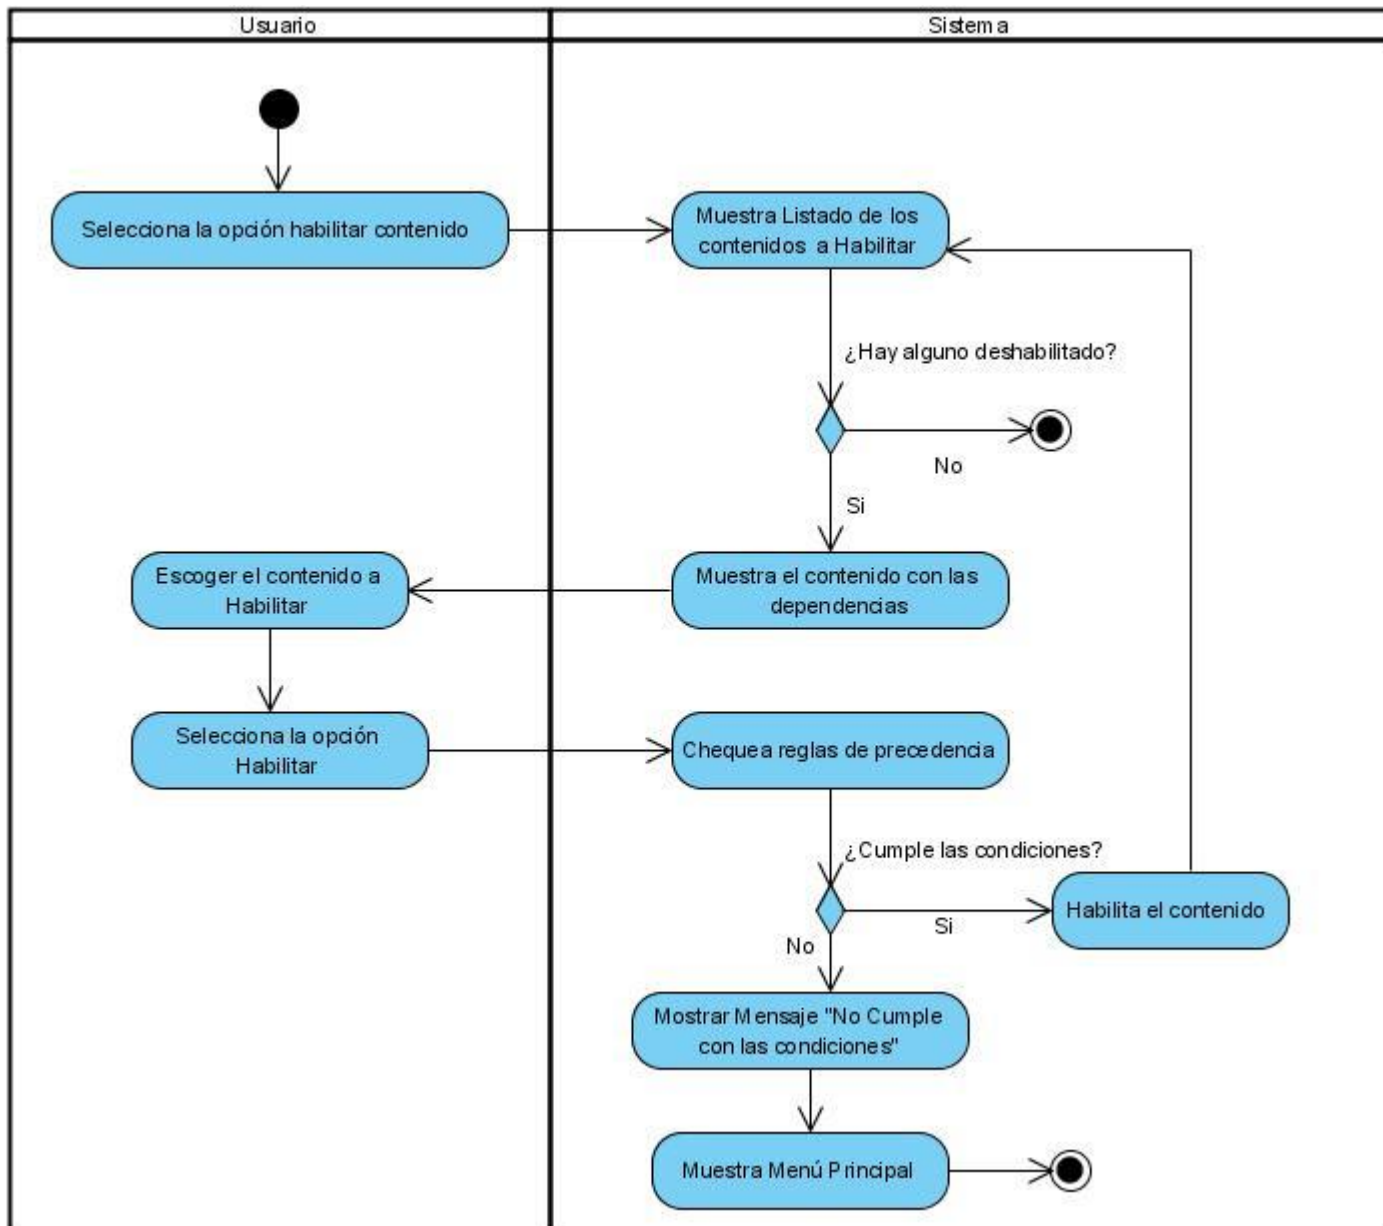 Usuario
Sistema
Selecciona la opción habilitar contenido
Muestra Listado de los
contenidos a Habilitar
¿Hay alguno deshabilitado?
No
Si
Escoger el contenido a
Habilitar
Muestra el contenido con las
dependencias
Selecciona la opción
Habilitar
Chequea reglas de precedencia
¿Cumple las condiciones?
Habilita el contenido
Si
No
Mostrar Mensaje "No Cumple
con las condiciones"
Muestra Menú Principal